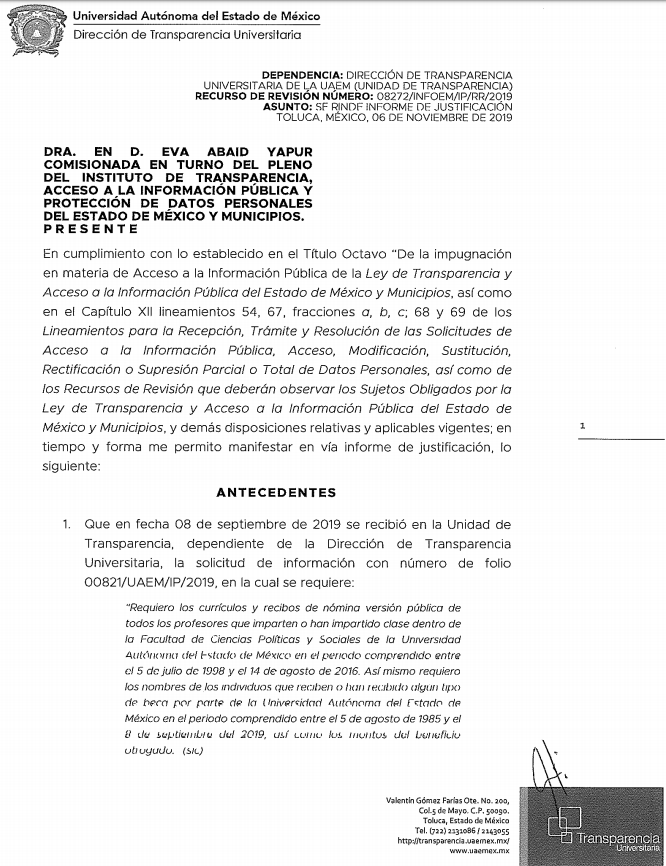 Universidad Autónoma del Estado de México
Dirección de Transparencia Universitaria
DEPENDENCIA: DIRECCIÓN DE TRANSPARENCIA
UNIVERSITARIA DE LA UAEM (UNIDAD DE TRANSPARENCIA)
RECURSO DE REVISIÓN NÚMERO: 08272/INFOEM/IP/RR/2019
ASUNTO: SE RINDE INFORME DE JUSTIFICACIÓN
TOLUCA, MÉXICO, 06 DE NOVIEMBRE DE 2019
DRA. EN D. EVA ABAID YAPUR
COMISIONADA EN TURNO DEL PLENO
DEL INSTITUTO DE TRANSPARENCIA,
ACCESO A LA INFORMACIÓN PÚBLICA Y
PROTECCIÓN DE DATOS PERSONALES
DEL ESTADO DE MÉXICO Y MUNICIPIOS.
P R E S E N T E
En cumplimiento con lo establecido en el Título Octavo “De la impugnación
en materia de Acceso a la Información Pública de la Ley de Transparencia y
Acceso a la Información Pública del Estado de México y Municipios, así como
en el Capítulo XII lineamientos 54, 67, fracciones a, b, c; 68 y 69 de los
Lineamientos para la Recepción, Trámite y Resolución de las Solicitudes de
Acceso a la Información Pública, Acceso, Modificación, Sustitución,
Rectificación o Supresión Parcial o Total de Datos Personales, así como de
los Recursos de Revisión que deberán observar los Sujetos Obligados por la
Ley de Transparencia y Acceso a la Información Pública del Estado de
México y Municipios, y demás disposiciones relativas y aplicables vigentes; en
tiempo y forma me permito manifestar en vía informe de justificación, lo
siguiente:
1
ANTECEDENTES
1. Que en fecha 08 de septiembre de 2019 se recibió en la Unidad de
Transparencia, dependiente de la Dirección de Transparencia
Universitaria, la solicitud de información con número de folio
00821/UAEM/IP/2019, en la cual se requiere:
“Requiero los currículos y recibos de nómina versión pública de
todos los profesores que imparten o han impartido clase dentro de
la Facultad de Ciencias Políticas y Sociales de la Universidad
Autónoma del Estado de México en el periodo comprendido entre
el 5 de julio de 1998 y el 14 de agosto de 2016. Así mismo requiero
los nombres de los individuos que reciben o han recibido algun tipo
de beca por parte de la Universidad Autónoma del Estado de
México en el periodo comprendido entre el 5 de agosto de 1985 y el
8 de septiembre del 2019, así como los montos del beneficio
otrogado. (sic)
Valentín Gómez Farías Ote. No. 200,
Col.5 de Mayo. C.P. 50090.
Toluca, Estado de México
Tel. (722) 2131086 / 2143055
http://transparencia.uaemex.mx/
www.uaemex.mx
Transparencia
Universitaria